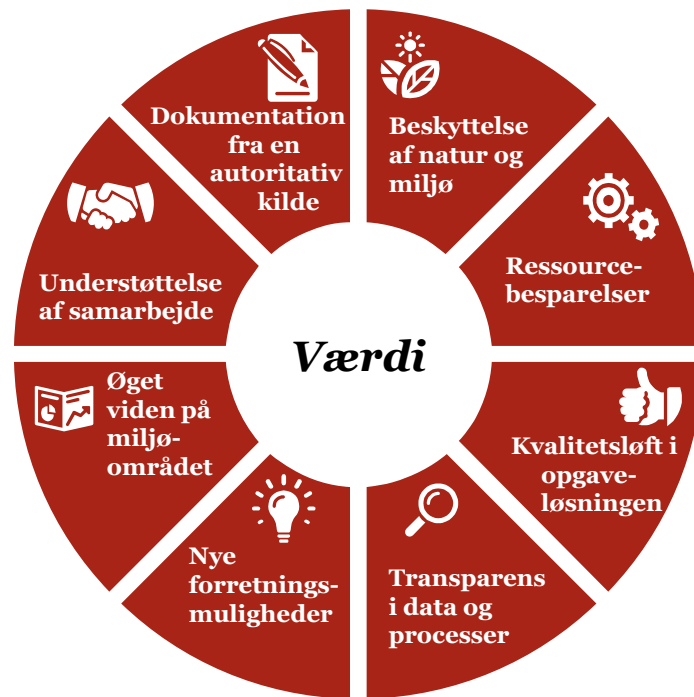 Dokumentation
fra en
autoritativ
kilde
Beskyttelse
af natur og
miljø
Ressource-
besparelser
Kvalitetsløft i
opgave-
løsningen
Transparens
i data og
processer
Nye
forretnings-
muligheder
Øget
viden på
miljø-
området
Understøttelse
af samarbejde
Værdi